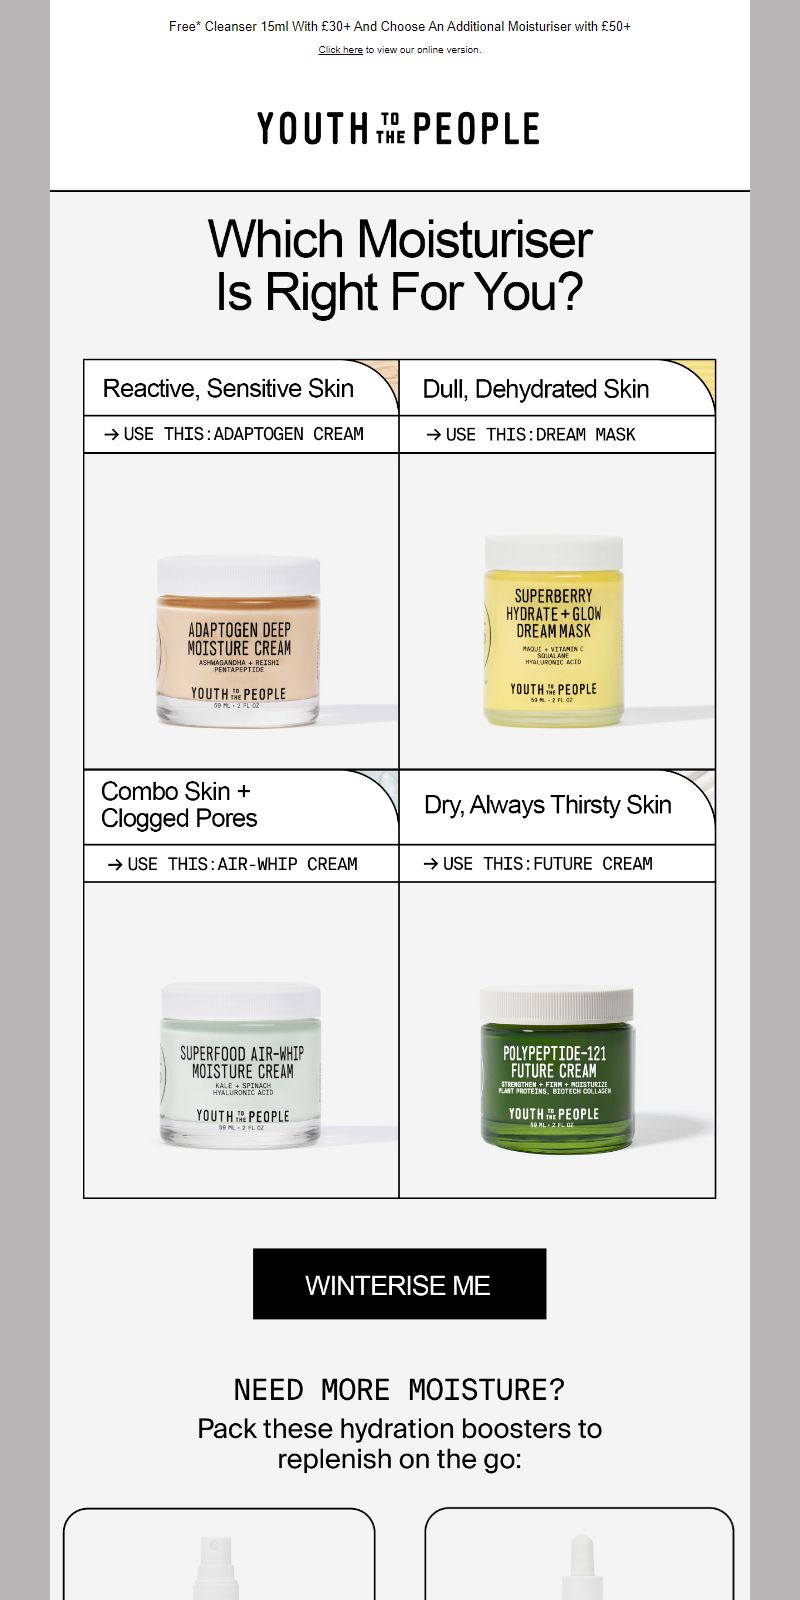 Free* Cleanser 15ml With £30+ And Choose An Additional Moisturiser with £50+
Click here to view our online version.
YOUTH TO THE PEOPLE
Which Moisturiser
Is Right For You?
Reactive, Sensitive Skin
→ USE THIS:ADAPTOGEN CREAM
ADAPTOGEN DEEP
MOISTURE CREAM
ASHWAGANDHA + REISHI
PENTAPEPTIDE
YOUTH TO THE PEOPLE
59 ML - 2 FL OZ
Dull, Dehydrated Skin
→ USE THIS:DREAM MASK
SUPERBERRY
HYDRATE + GLOW
DREAM MASK
MAQUI + VITAMIN C
SQUALANE
HYALURONIC ACID
YOUTH TO THE PEOPLE
59 ML - 2 FL OZ
Combo Skin +
Clogged Pores
→ USE THIS:AIR-WHIP CREAM
SUPERFOOD AIR-WHIP
MOISTURE CREAM
KALE + SPINACH
HYALURONIC ACID
YOUTH TO THE PEOPLE
59 ML - 2 FL OZ
Dry, Always Thirsty Skin
→ USE THIS:FUTURE CREAM
POLYPEPTIDE-121
FUTURE CREAM
STRENGTHEN + FIRM + MOISTURIZE
PLANT PROTEINS, BIOTECH COLLAGEN
YOUTH TO THE PEOPLE
59 ML - 2 FL OZ
WINTERISE ME
NEED MORE MOISTURE?
Pack these hydration boosters to
replenish on the go: